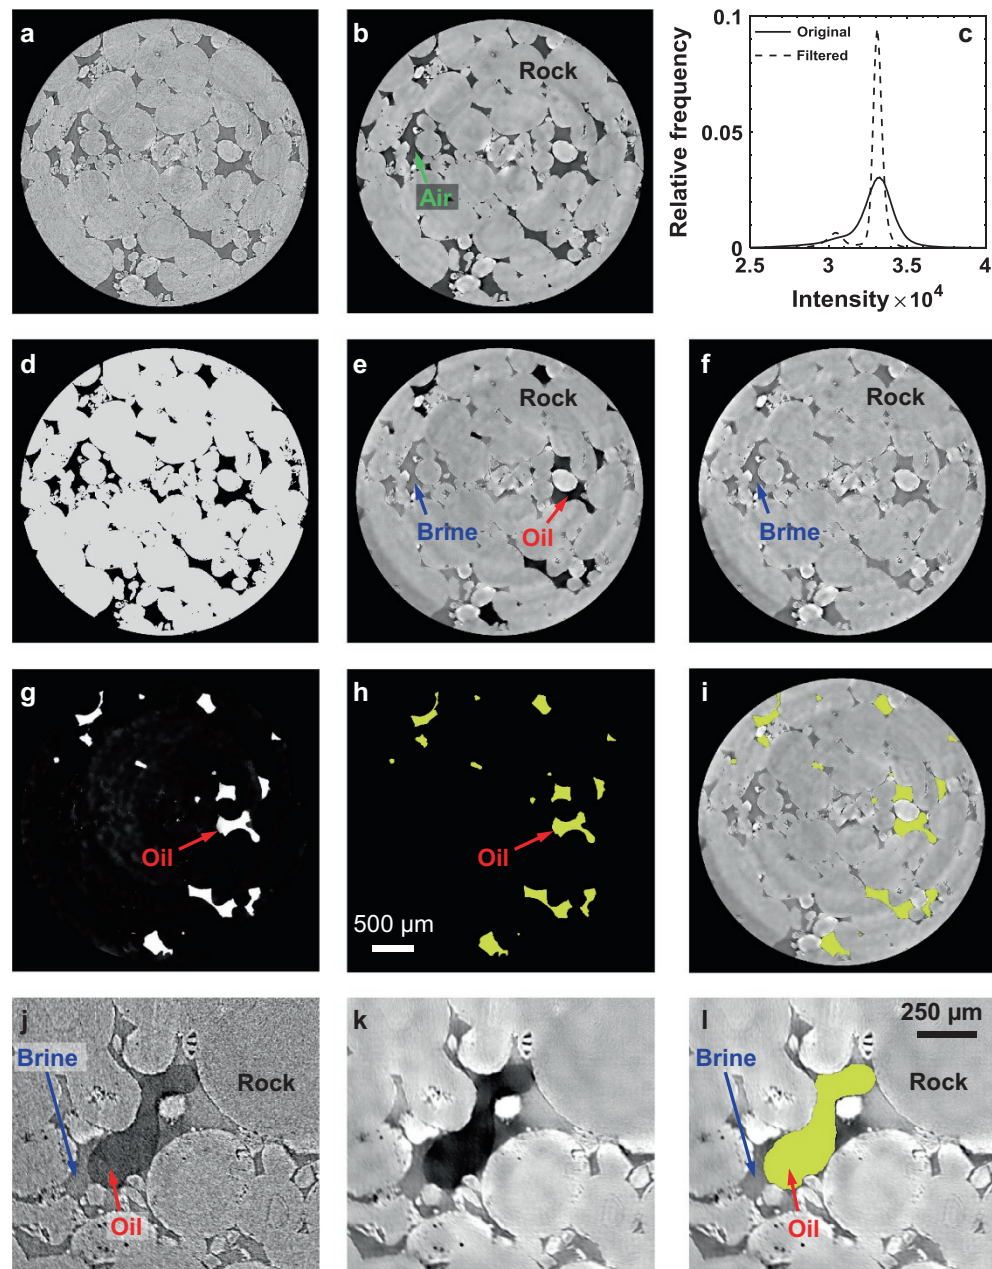 a
b
Rock
Air
0.1
c
Original
Filtered
0.05
0
2.5
3
3.5
4
Relative frequency
Intensity × 10⁴
d
e
Rock
Brine
Oil
f
Rock
Brine
g
Oil
h
Oil
500 µm
i
j
Brine
Rock
Oil
k
l
250 µm
Brine
Rock
Oil